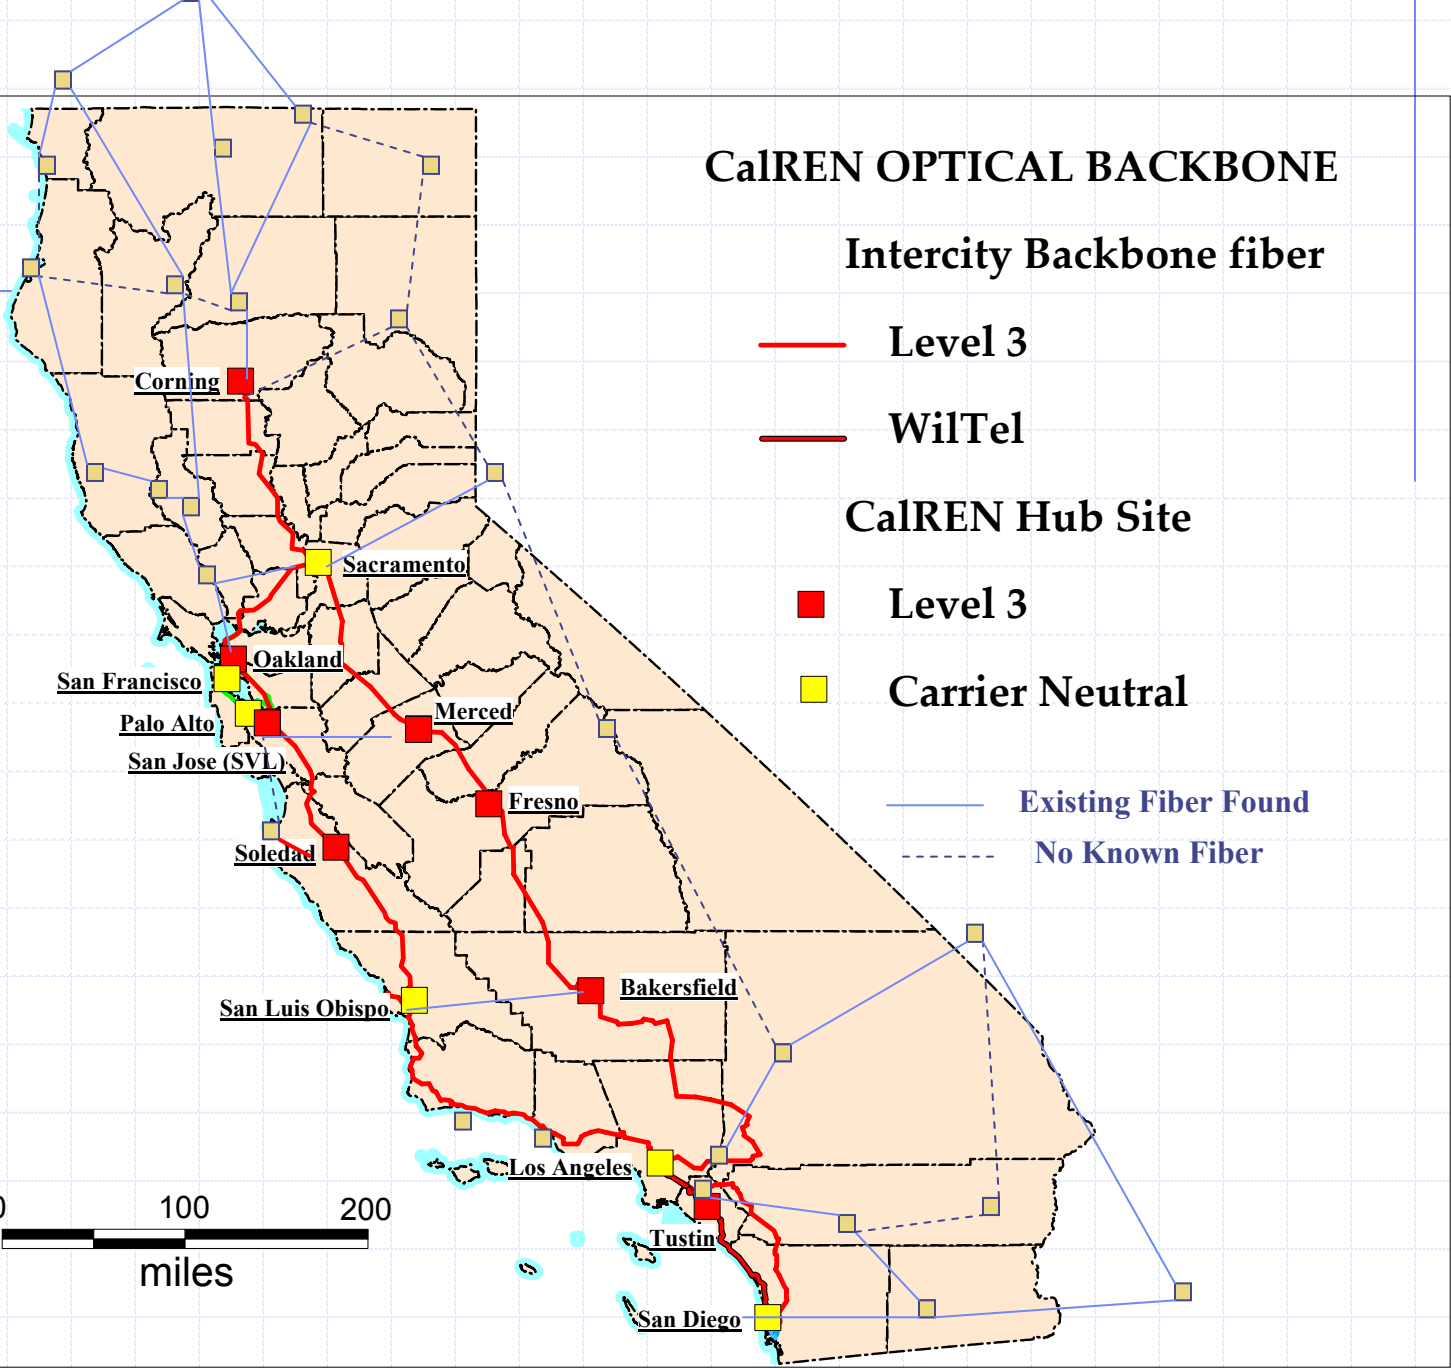 CalREN OPTICAL BACKBONE
Intercity Backbone fiber
Level 3
WilTel
CalREN Hub Site
Level 3
Carrier Neutral
Existing Fiber Found
No Known Fiber
Corning
Sacramento
Oakland
San Francisco
Palo Alto
Merced
San Jose (SVL)
Fresno
Soledad
Bakersfield
San Luis Obispo
Los Angeles
Tustin
San Diego
0 100 200
miles